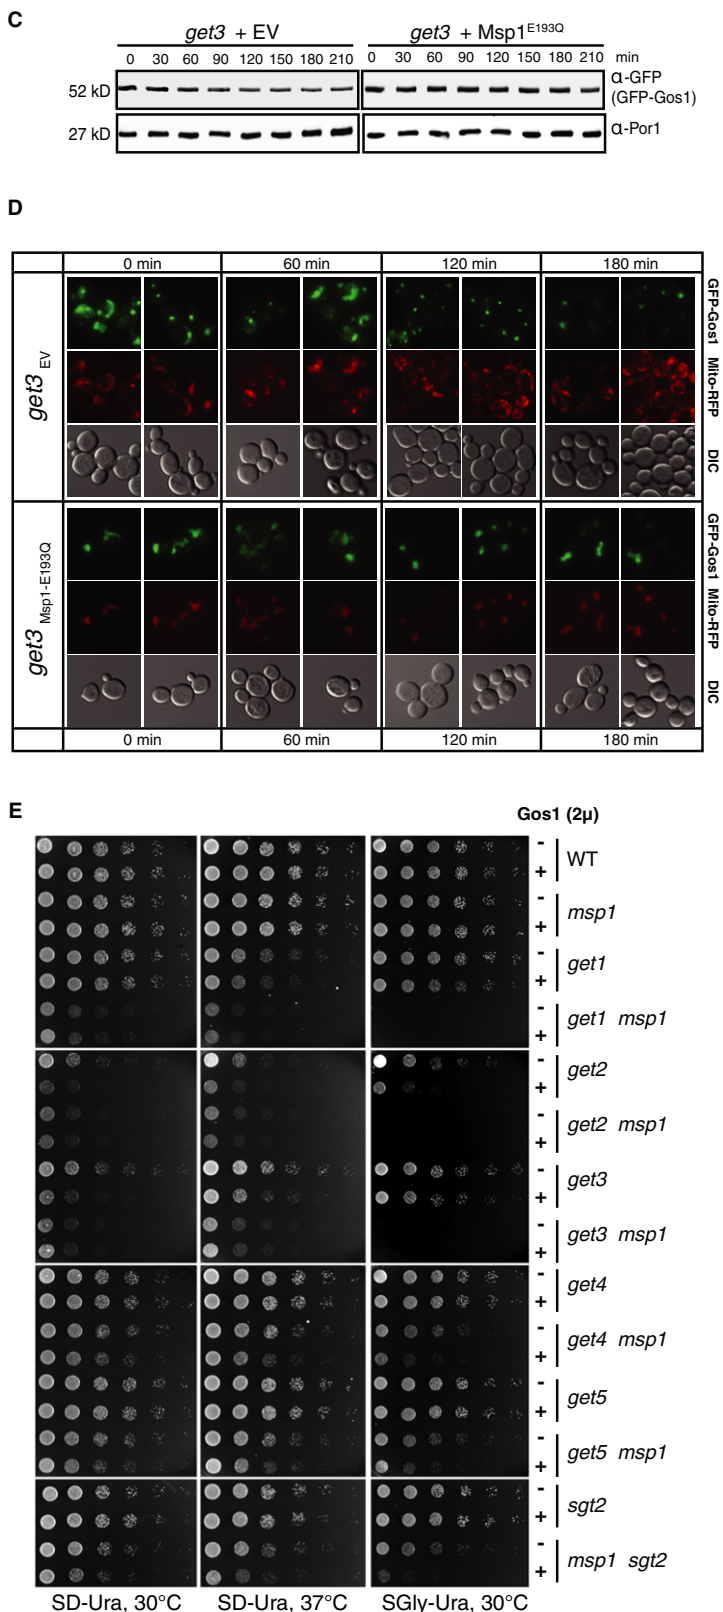 C
get3 + EV get3 + Msp1E193Q
0 30 60 90 120 150 180 210 0 30 60 90 120 150 180 210 min
52 kD α-GFP
(GFP-Gos1)
27 kD α-Por1
D
0 min 60 min 120 min 180 min
get3 EV
GFP-Gos1 Mito-RFP DIC
get3 Msp1-E193Q
GFP-Gos1 Mito-RFP DIC
0 min 60 min 120 min 180 min
E
Gos1 (2µ)
-
WT
+
-
msp1
+
-
get1
+
-
get1 msp1
+
-
get2
+
-
get2 msp1
+
-
get3
+
-
get3 msp1
+
-
get4
+
-
get4 msp1
+
-
get5
+
-
get5 msp1
+
-
sgt2
+
-
msp1 sgt2
+
SD-Ura, 30°C SD-Ura, 37°C SGly-Ura, 30°C